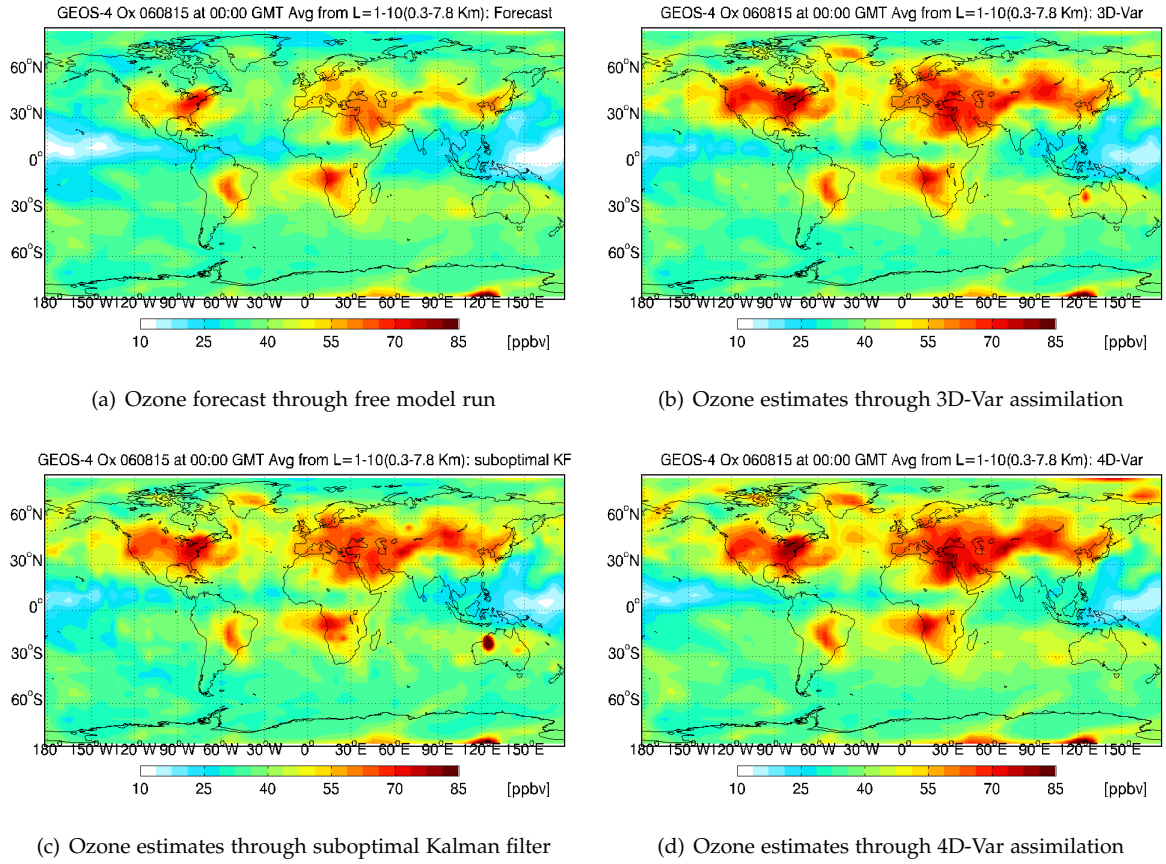 GEOS-4 Ox 060815 at 00:00 GMT Avg from L=1-10(0.3-7.8 Km): Forecast
60°N
30°N
0°
30°S
60°S
180°W 150°W 120°W 90°W 60°W 30°W 0° 30°E 60°E 90°E 120°E 150°E
10 25 40 55 70 85 [ppbv]
(a) Ozone forecast through free model run
GEOS-4 Ox 060815 at 00:00 GMT Avg from L=1-10(0.3-7.8 Km): 3D-Var
60°N
30°N
0°
30°S
60°S
180°W 150°W 120°W 90°W 60°W 30°W 0° 30°E 60°E 90°E 120°E 150°E
10 25 40 55 70 85 [ppbv]
(b) Ozone estimates through 3D-Var assimilation
GEOS-4 Ox 060815 at 00:00 GMT Avg from L=1-10(0.3-7.8 Km): suboptimal KF
60°N
30°N
0°
30°S
60°S
180°W 150°W 120°W 90°W 60°W 30°W 0° 30°E 60°E 90°E 120°E 150°E
10 25 40 55 70 85 [ppbv]
(c) Ozone estimates through suboptimal Kalman filter
GEOS-4 Ox 060815 at 00:00 GMT Avg from L=1-10(0.3-7.8 Km): 4D-Var
60°N
30°N
0°
30°S
60°S
180°W 150°W 120°W 90°W 60°W 30°W 0° 30°E 60°E 90°E 120°E 150°E
10 25 40 55 70 85 [ppbv]
(d) Ozone estimates through 4D-Var assimilation